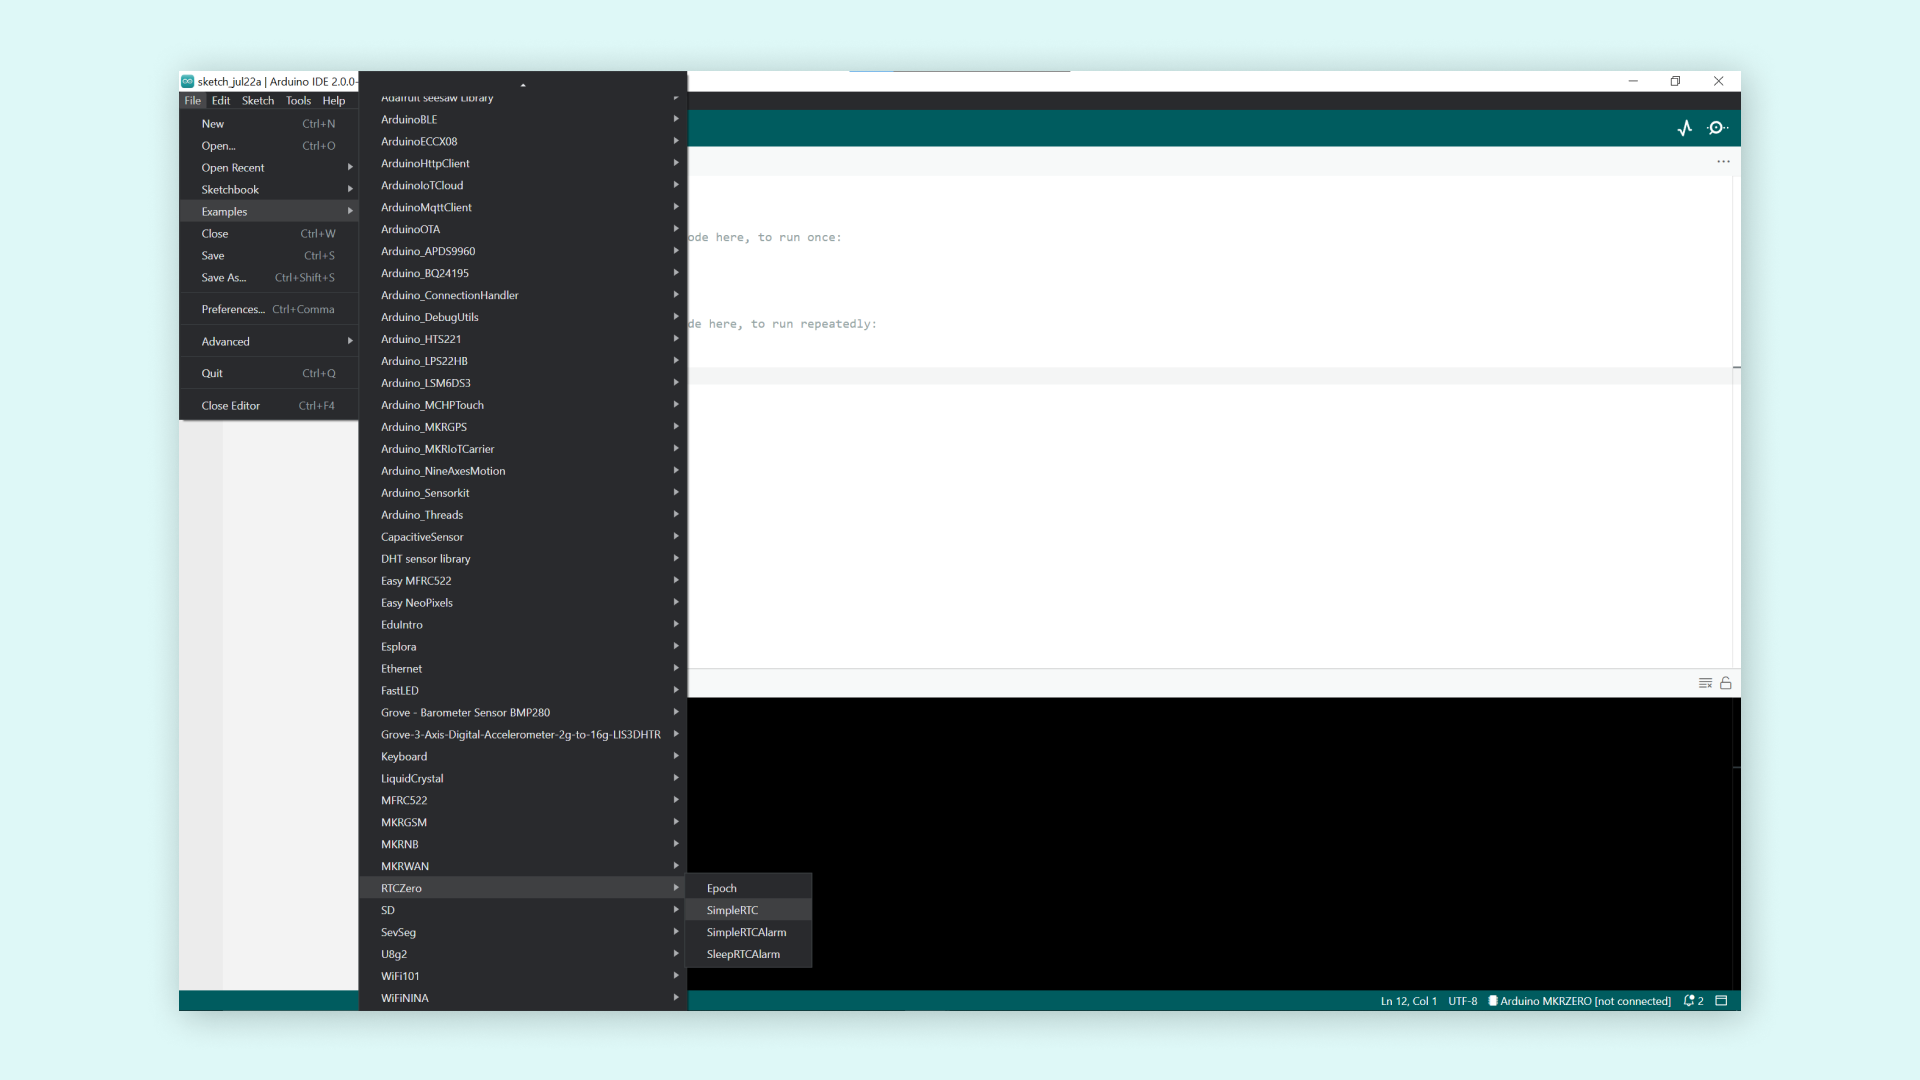 sketch_jul22a | Arduino IDE 2.0.0-
File Edit Sketch Tools Help
New Ctrl+N
Open... Ctrl+O
Open Recent
Sketchbook
Examples
Close Ctrl+W
Save Ctrl+S
Save As... Ctrl+Shift+S
Preferences... Ctrl+Comma
Advanced
Quit Ctrl+Q
Close Editor Ctrl+F4
Adafruit seesaw Library
ArduinoBLE
ArduinoECCX08
ArduinoHttpClient
ArduinoIoTCloud
ArduinoMqttClient
ArduinoOTA
Arduino_APDS9960
Arduino_BQ24195
Arduino_ConnectionHandler
Arduino_DebugUtils
Arduino_HTS221
Arduino_LPS22HB
Arduino_LSM6DS3
Arduino_MCHPTouch
Arduino_MKRGPS
Arduino_MKRIoTCarrier
Arduino_NineAxesMotion
Arduino_Sensorkit
Arduino_Threads
CapacitiveSensor
DHT sensor library
Easy MFRC522
Easy NeoPixels
EduIntro
Esplora
Ethernet
FastLED
Grove - Barometer Sensor BMP280
Grove-3-Axis-Digital-Accelerometer-2g-to-16g-LIS3DHTR
Keyboard
LiquidCrystal
MFRC522
MKRGSM
MKRNB
MKRWAN
RTCZero
SD
SevSeg
U8g2
WiFi101
WiFiNINA
Epoch
SimpleRTC
SimpleRTCAlarm
SleepRTCAlarm
ode here, to run once:
de here, to run repeatedly:
Ln 12, Col 1 UTF-8 Arduino MKRZERO [not connected] 2